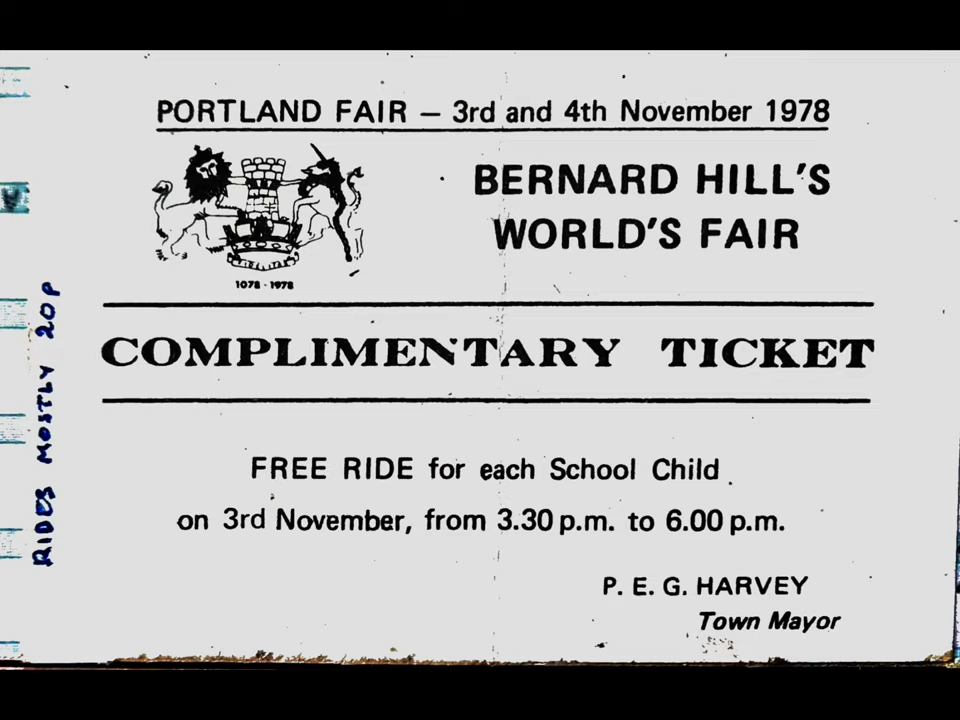 PORTLAND FAIR – 3rd and 4th November 1978
BERNARD HILL'S
WORLD'S FAIR
FIDELITAS
1078 - 1978
COMPLIMENTARY TICKET
FREE RIDE for each School Child
on 3rd November, from 3.30 p.m. to 6.00 p.m.
P. E. G. HARVEY
Town Mayor
RIDES MOSTLY 20P